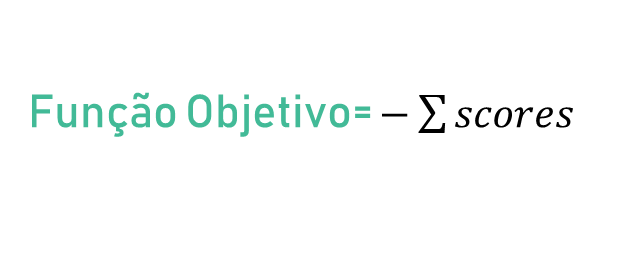 Função Objetivo= − ∑ scores